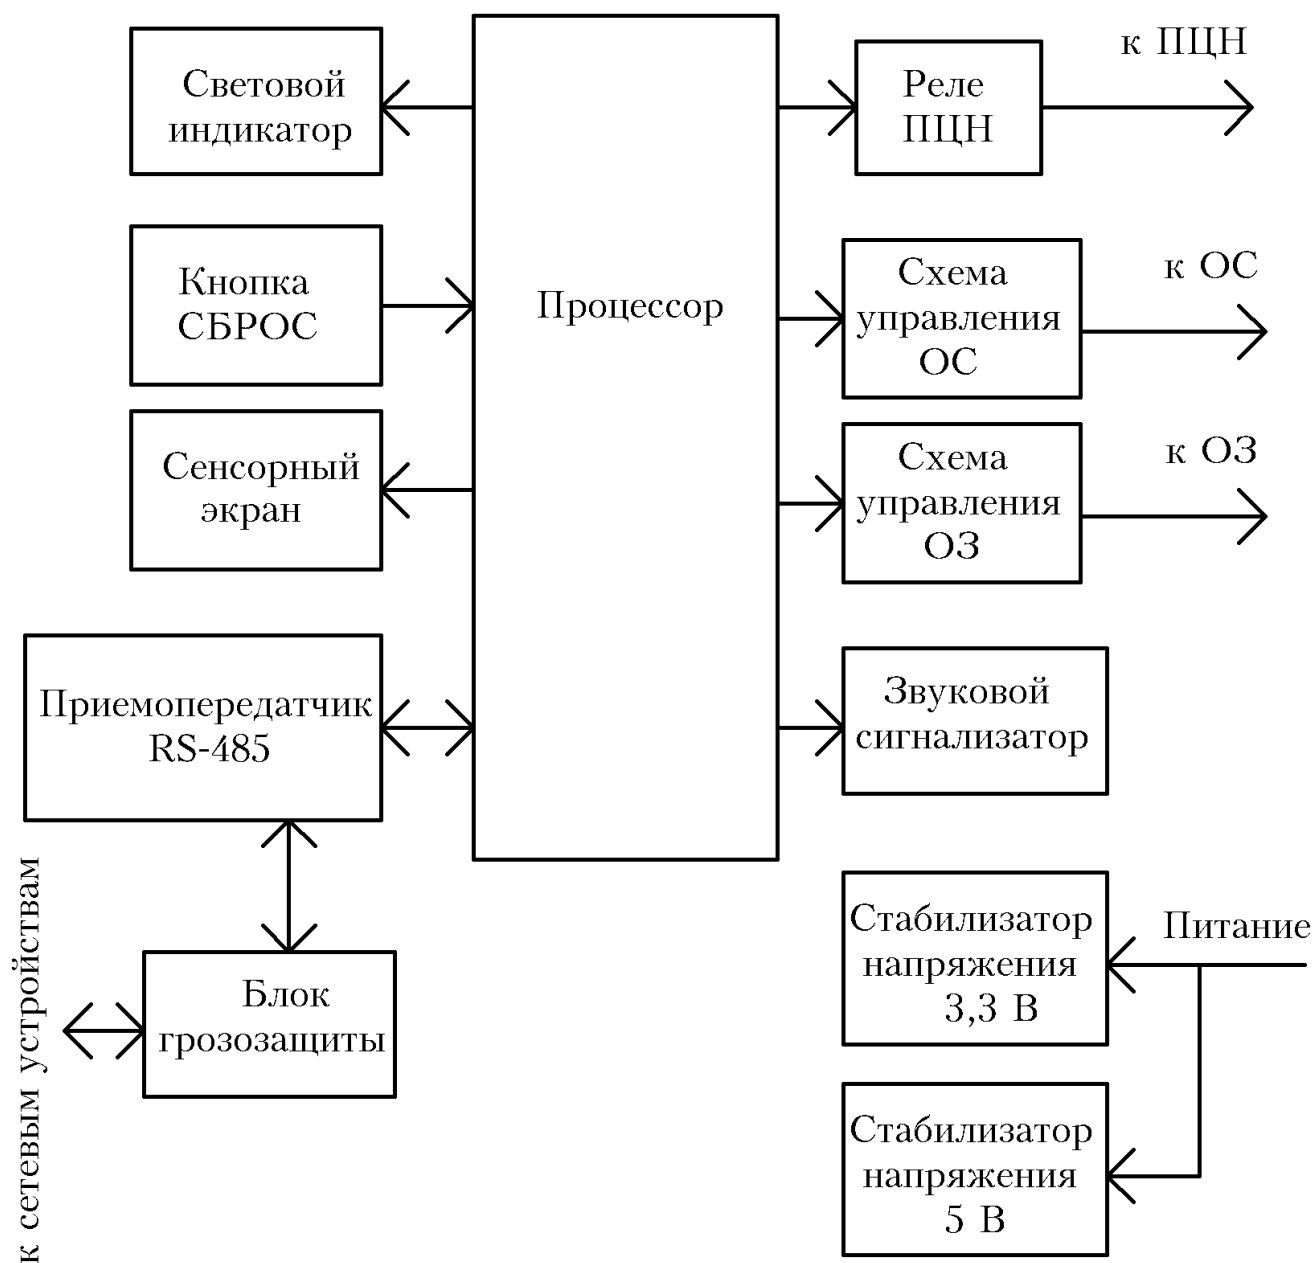 Световой
индикатор
Кнопка
СБРОС
Сенсорный
экран
Приемопередатчик
RS-485
Блок
грозозащиты
к сетевым устройствам
Процессор
Реле
ПЦН
к ПЦН
Схема
управления
ОС
к ОС
Схема
управления
ОЗ
к ОЗ
Звуковой
сигнализатор
Стабилизатор
напряжения
3,3 В
Питание
Стабилизатор
напряжения
5 В